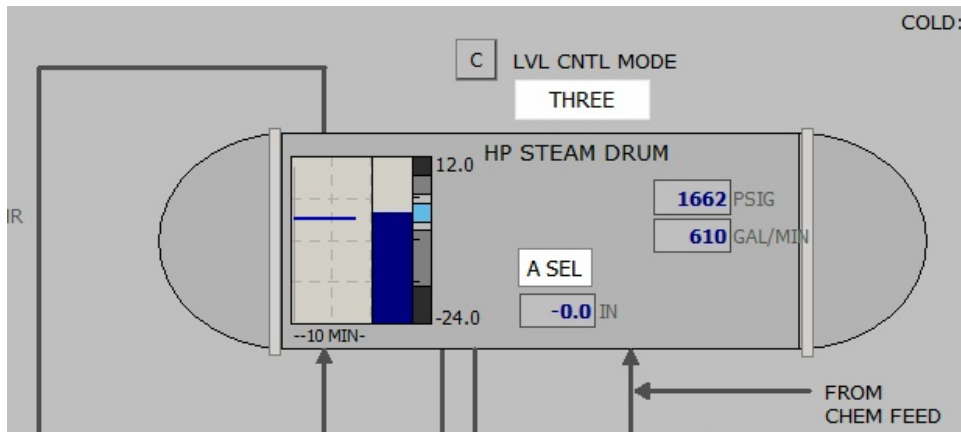 COLD:
C LVL CNTL MODE
THREE
HP STEAM DRUM
12.0
1662 PSIG
610 GAL/MIN
A SEL
-0.0 IN
-24.0
--10 MIN-
FROM
CHEM FEED